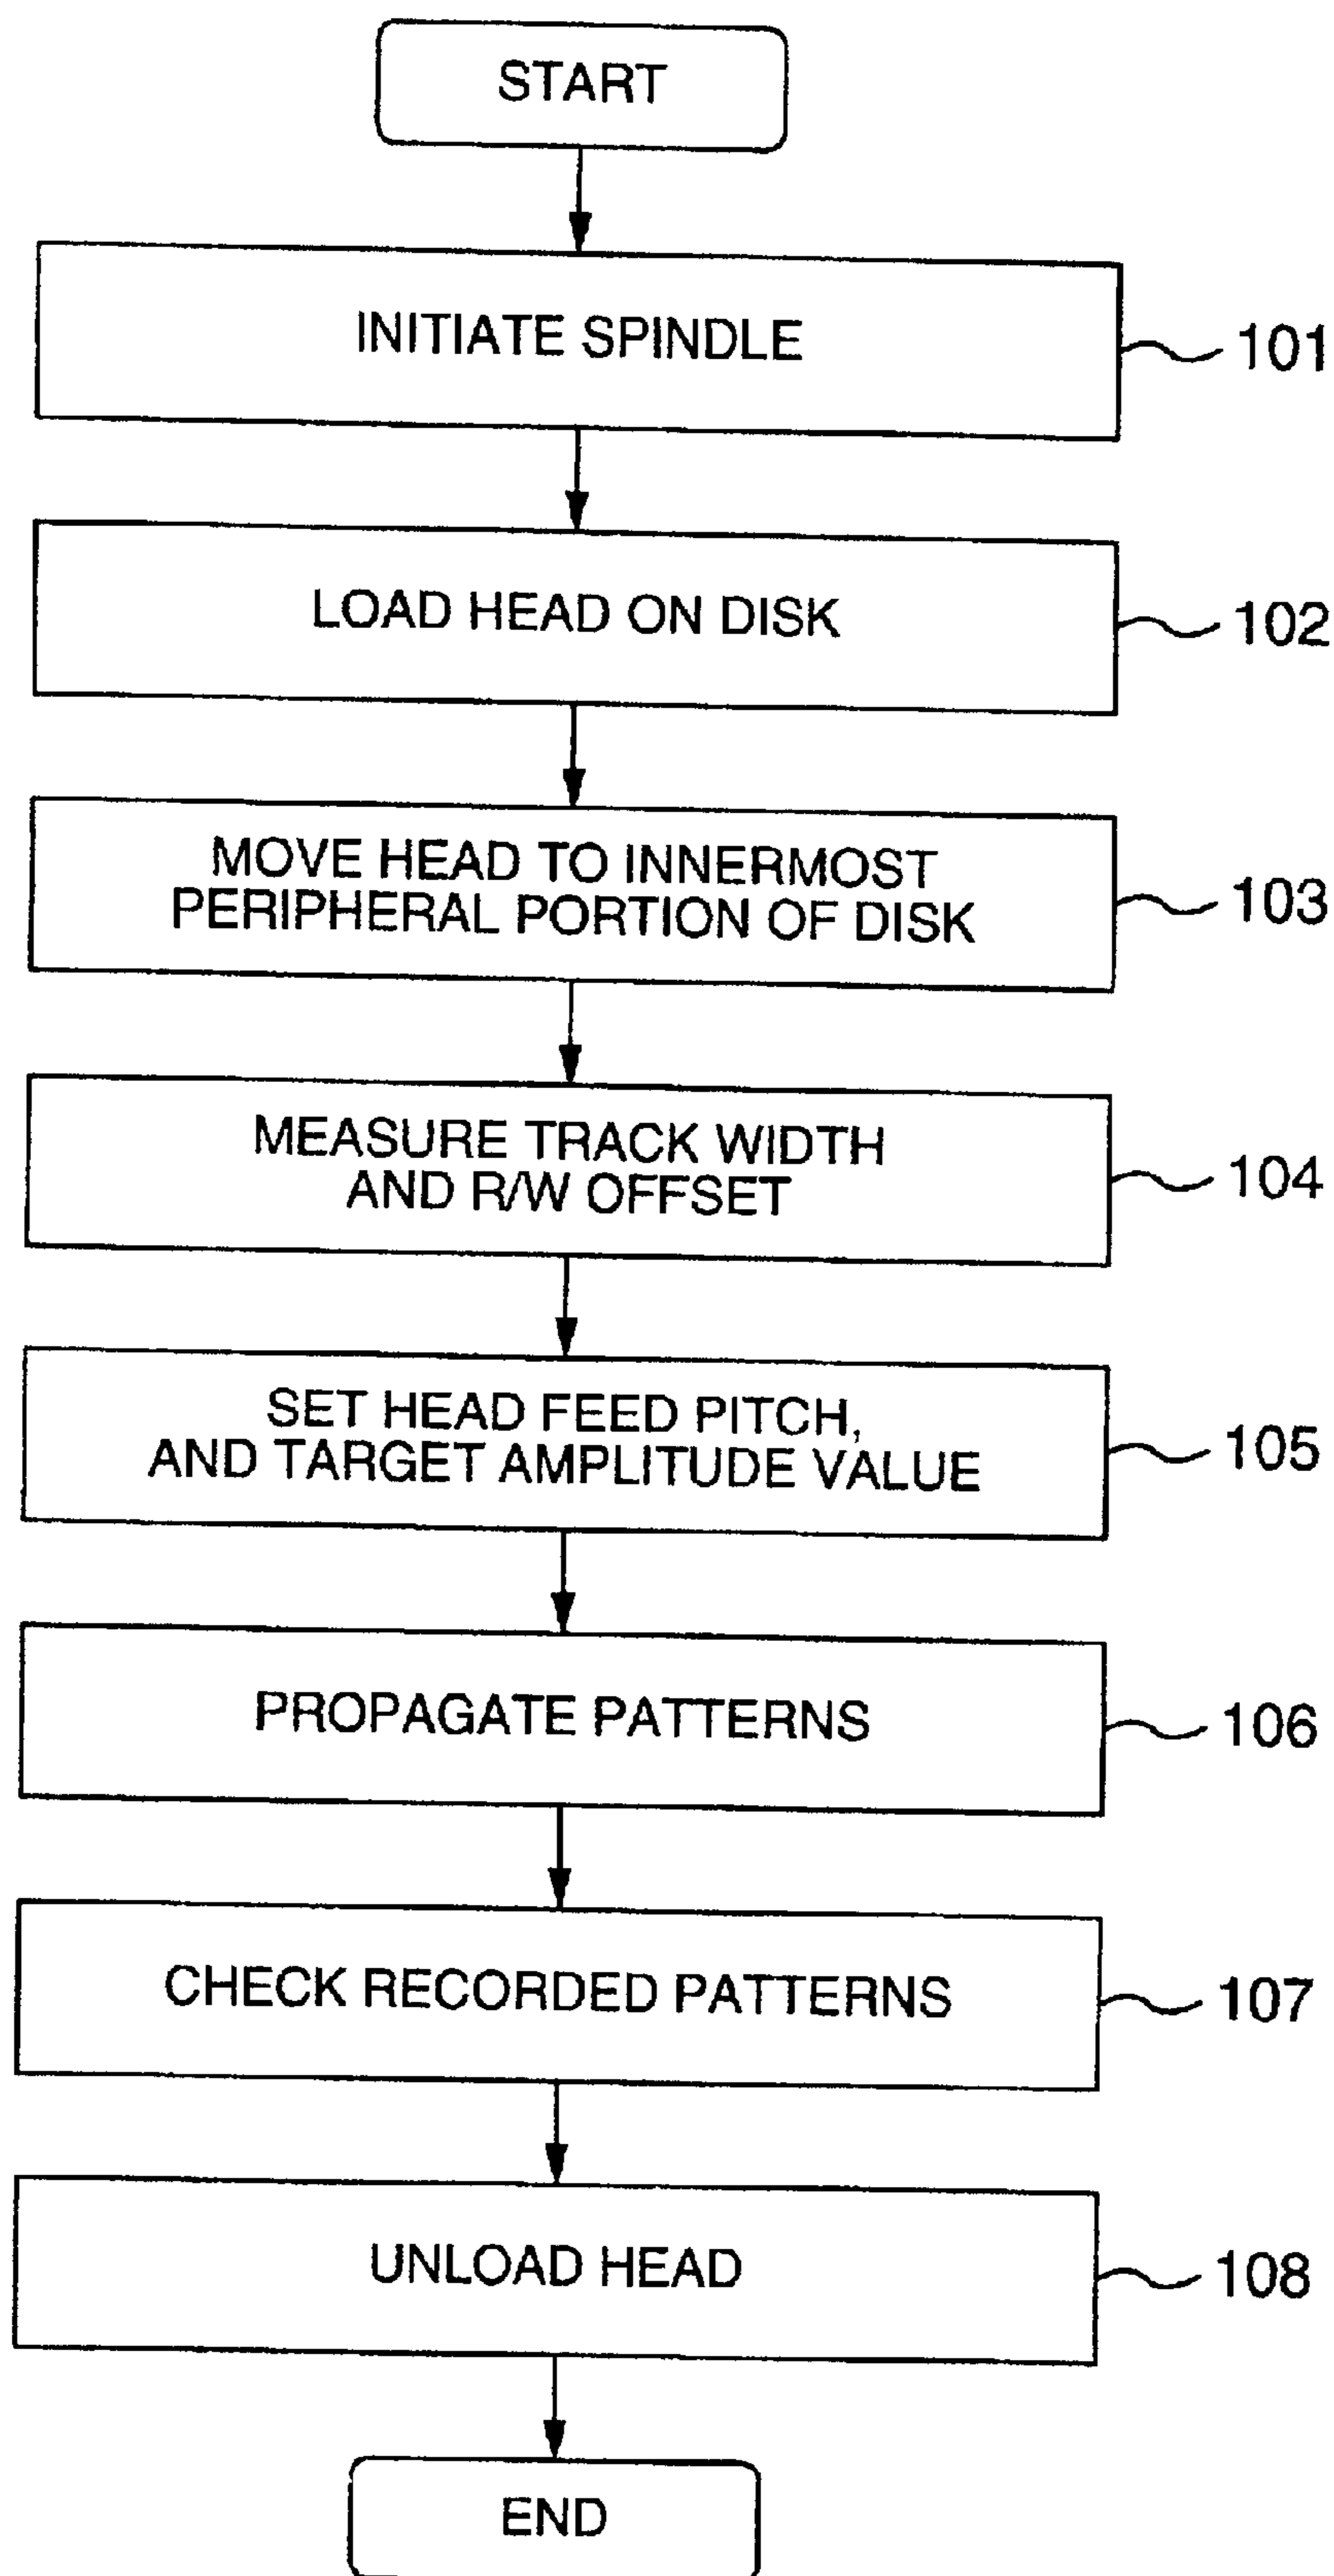 START
INITIATE SPINDLE
101
LOAD HEAD ON DISK
102
MOVE HEAD TO INNERMOST
PERIPHERAL PORTION OF DISK
103
MEASURE TRACK WIDTH
AND R/W OFFSET
104
SET HEAD FEED PITCH,
AND TARGET AMPLITUDE VALUE
105
PROPAGATE PATTERNS
106
CHECK RECORDED PATTERNS
107
UNLOAD HEAD
108
END